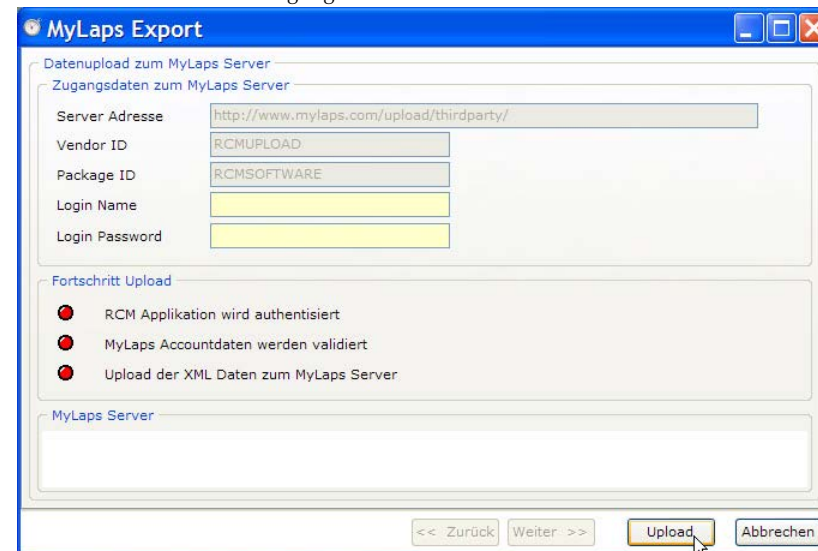 MyLaps Export
Datenupload zum MyLaps Server
Zugangsdaten zum MyLaps Server
Server Adresse http://www.mylaps.com/upload/thirdparty/
Vendor ID RCMUPLOAD
Package ID RCMSOFTWARE
Login Name
Login Password
Fortschritt Upload
RCM Applikation wird authentisiert
MyLaps Accountdaten werden validiert
Upload der XML Daten zum MyLaps Server
MyLaps Server
<< Zurück Weiter >> Upload Abbrechen